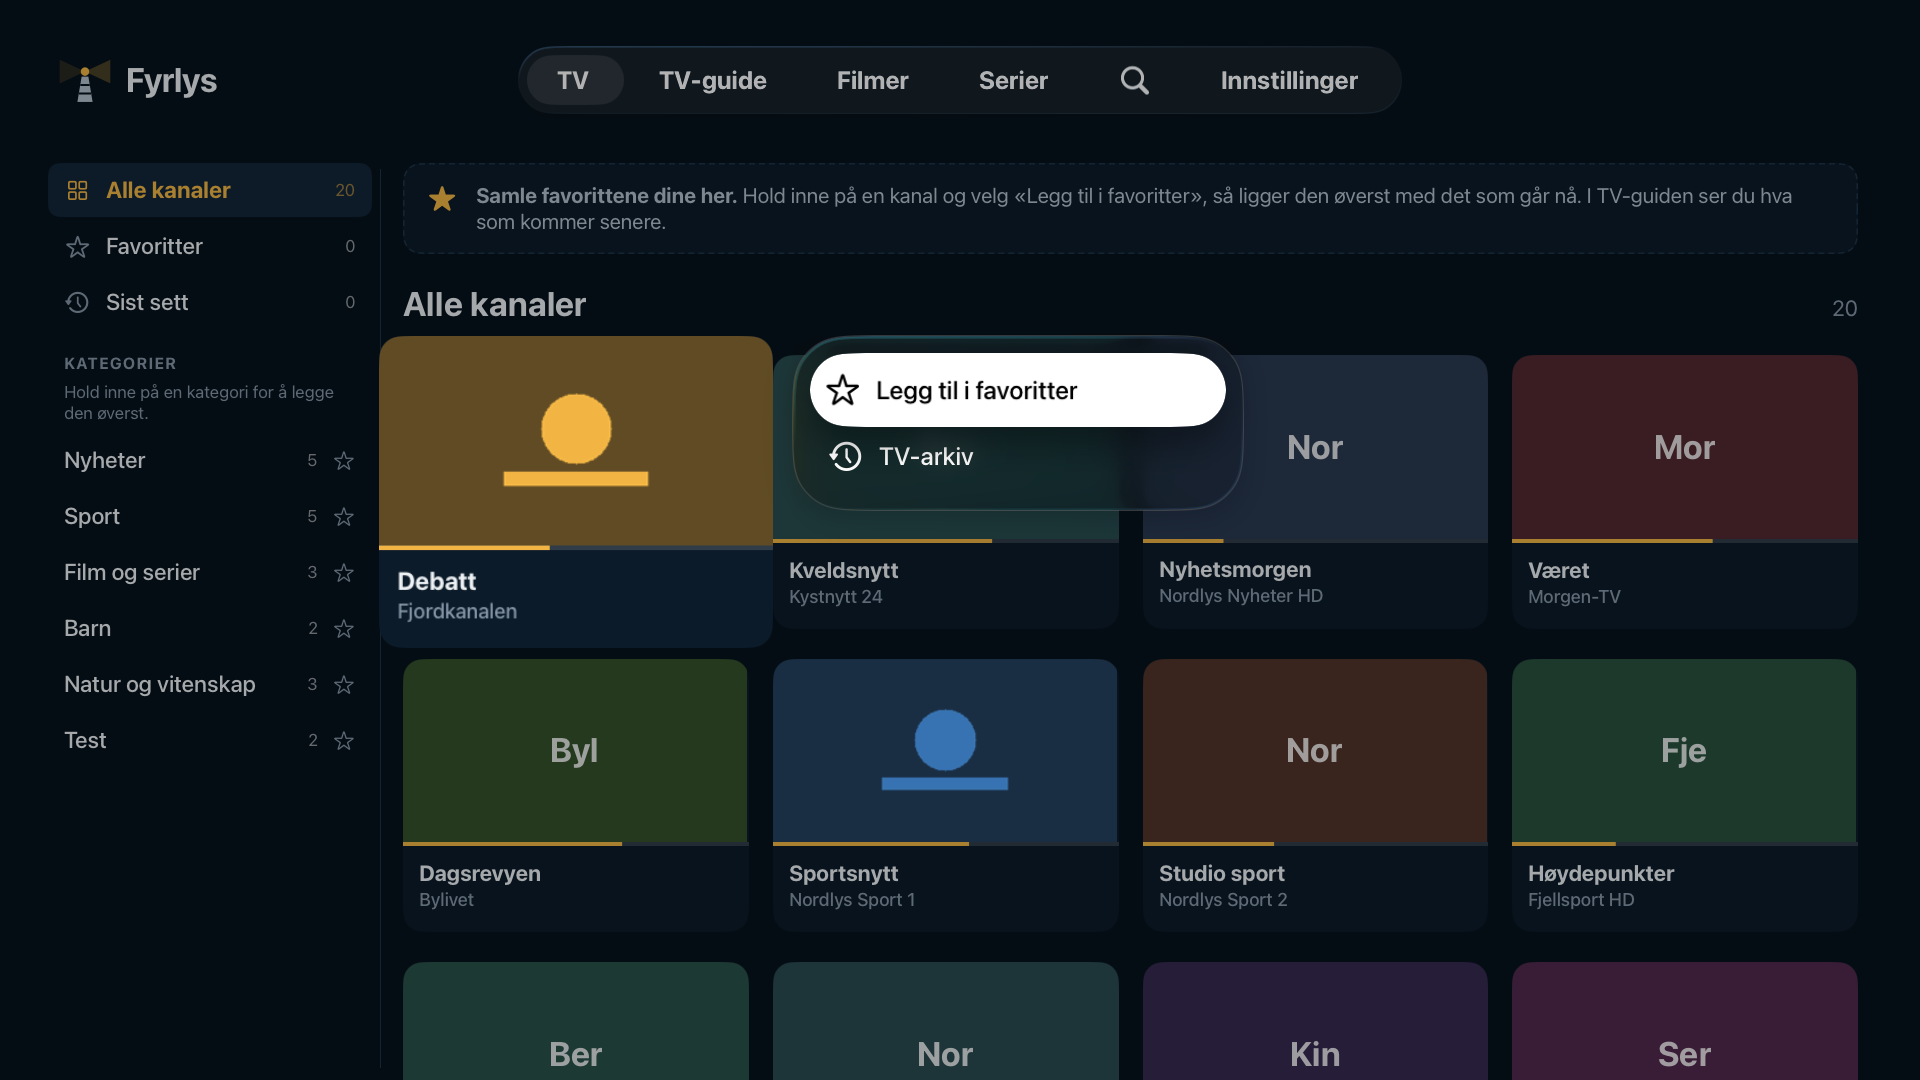 Fyrlys
TV
TV-guide
Filmer
Serier
Innstillinger
Alle kanaler 20
Favoritter 0
Sist sett 0
KATEGORIER
Hold inne på en kategori for å legge
den øverst.
Nyheter 5
Sport 5
Film og serier 3
Barn 2
Natur og vitenskap 3
Test 2
Samle favorittene dine her. Hold inne på en kanal og velg «Legg til i favoritter», så ligger den øverst med det som går nå. I TV-guiden ser du hva
som kommer senere.
Alle kanaler 20
Legg til i favoritter
TV-arkiv
Nor
Mor
Debatt
Fjordkanalen
Kveldsnytt
Kystnytt 24
Nyhetsmorgen
Nordlys Nyheter HD
Været
Morgen-TV
Byl
Nor
Fje
Dagsrevyen
Bylivet
Sportsnytt
Nordlys Sport 1
Studio sport
Nordlys Sport 2
Høydepunkter
Fjellsport HD
Ber
Nor
Kin
Ser